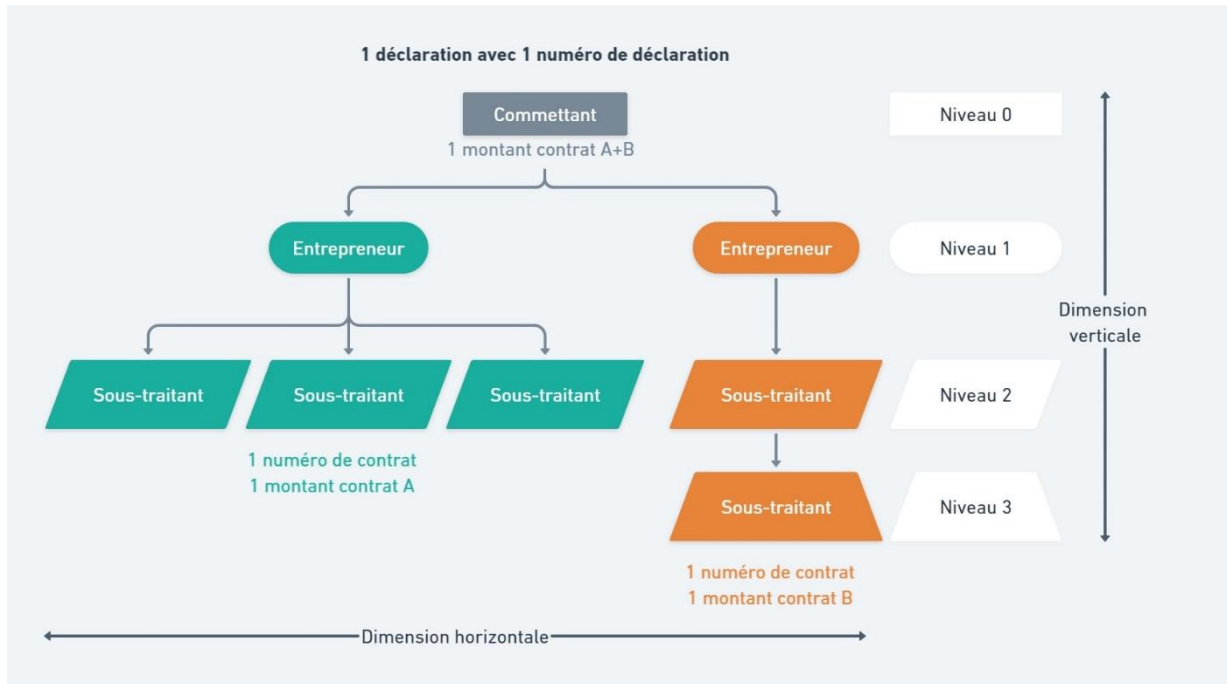 1 déclaration avec 1 numéro de déclaration
Commettant
Niveau 0
1 montant contrat A+B
Entrepreneur
Entrepreneur
Niveau 1
Dimension
verticale
Sous-traitant
Sous-traitant
Sous-traitant
Sous-traitant
Niveau 2
1 numéro de contrat
1 montant contrat A
Sous-traitant
Niveau 3
1 numéro de contrat
1 montant contrat B
Dimension horizontale